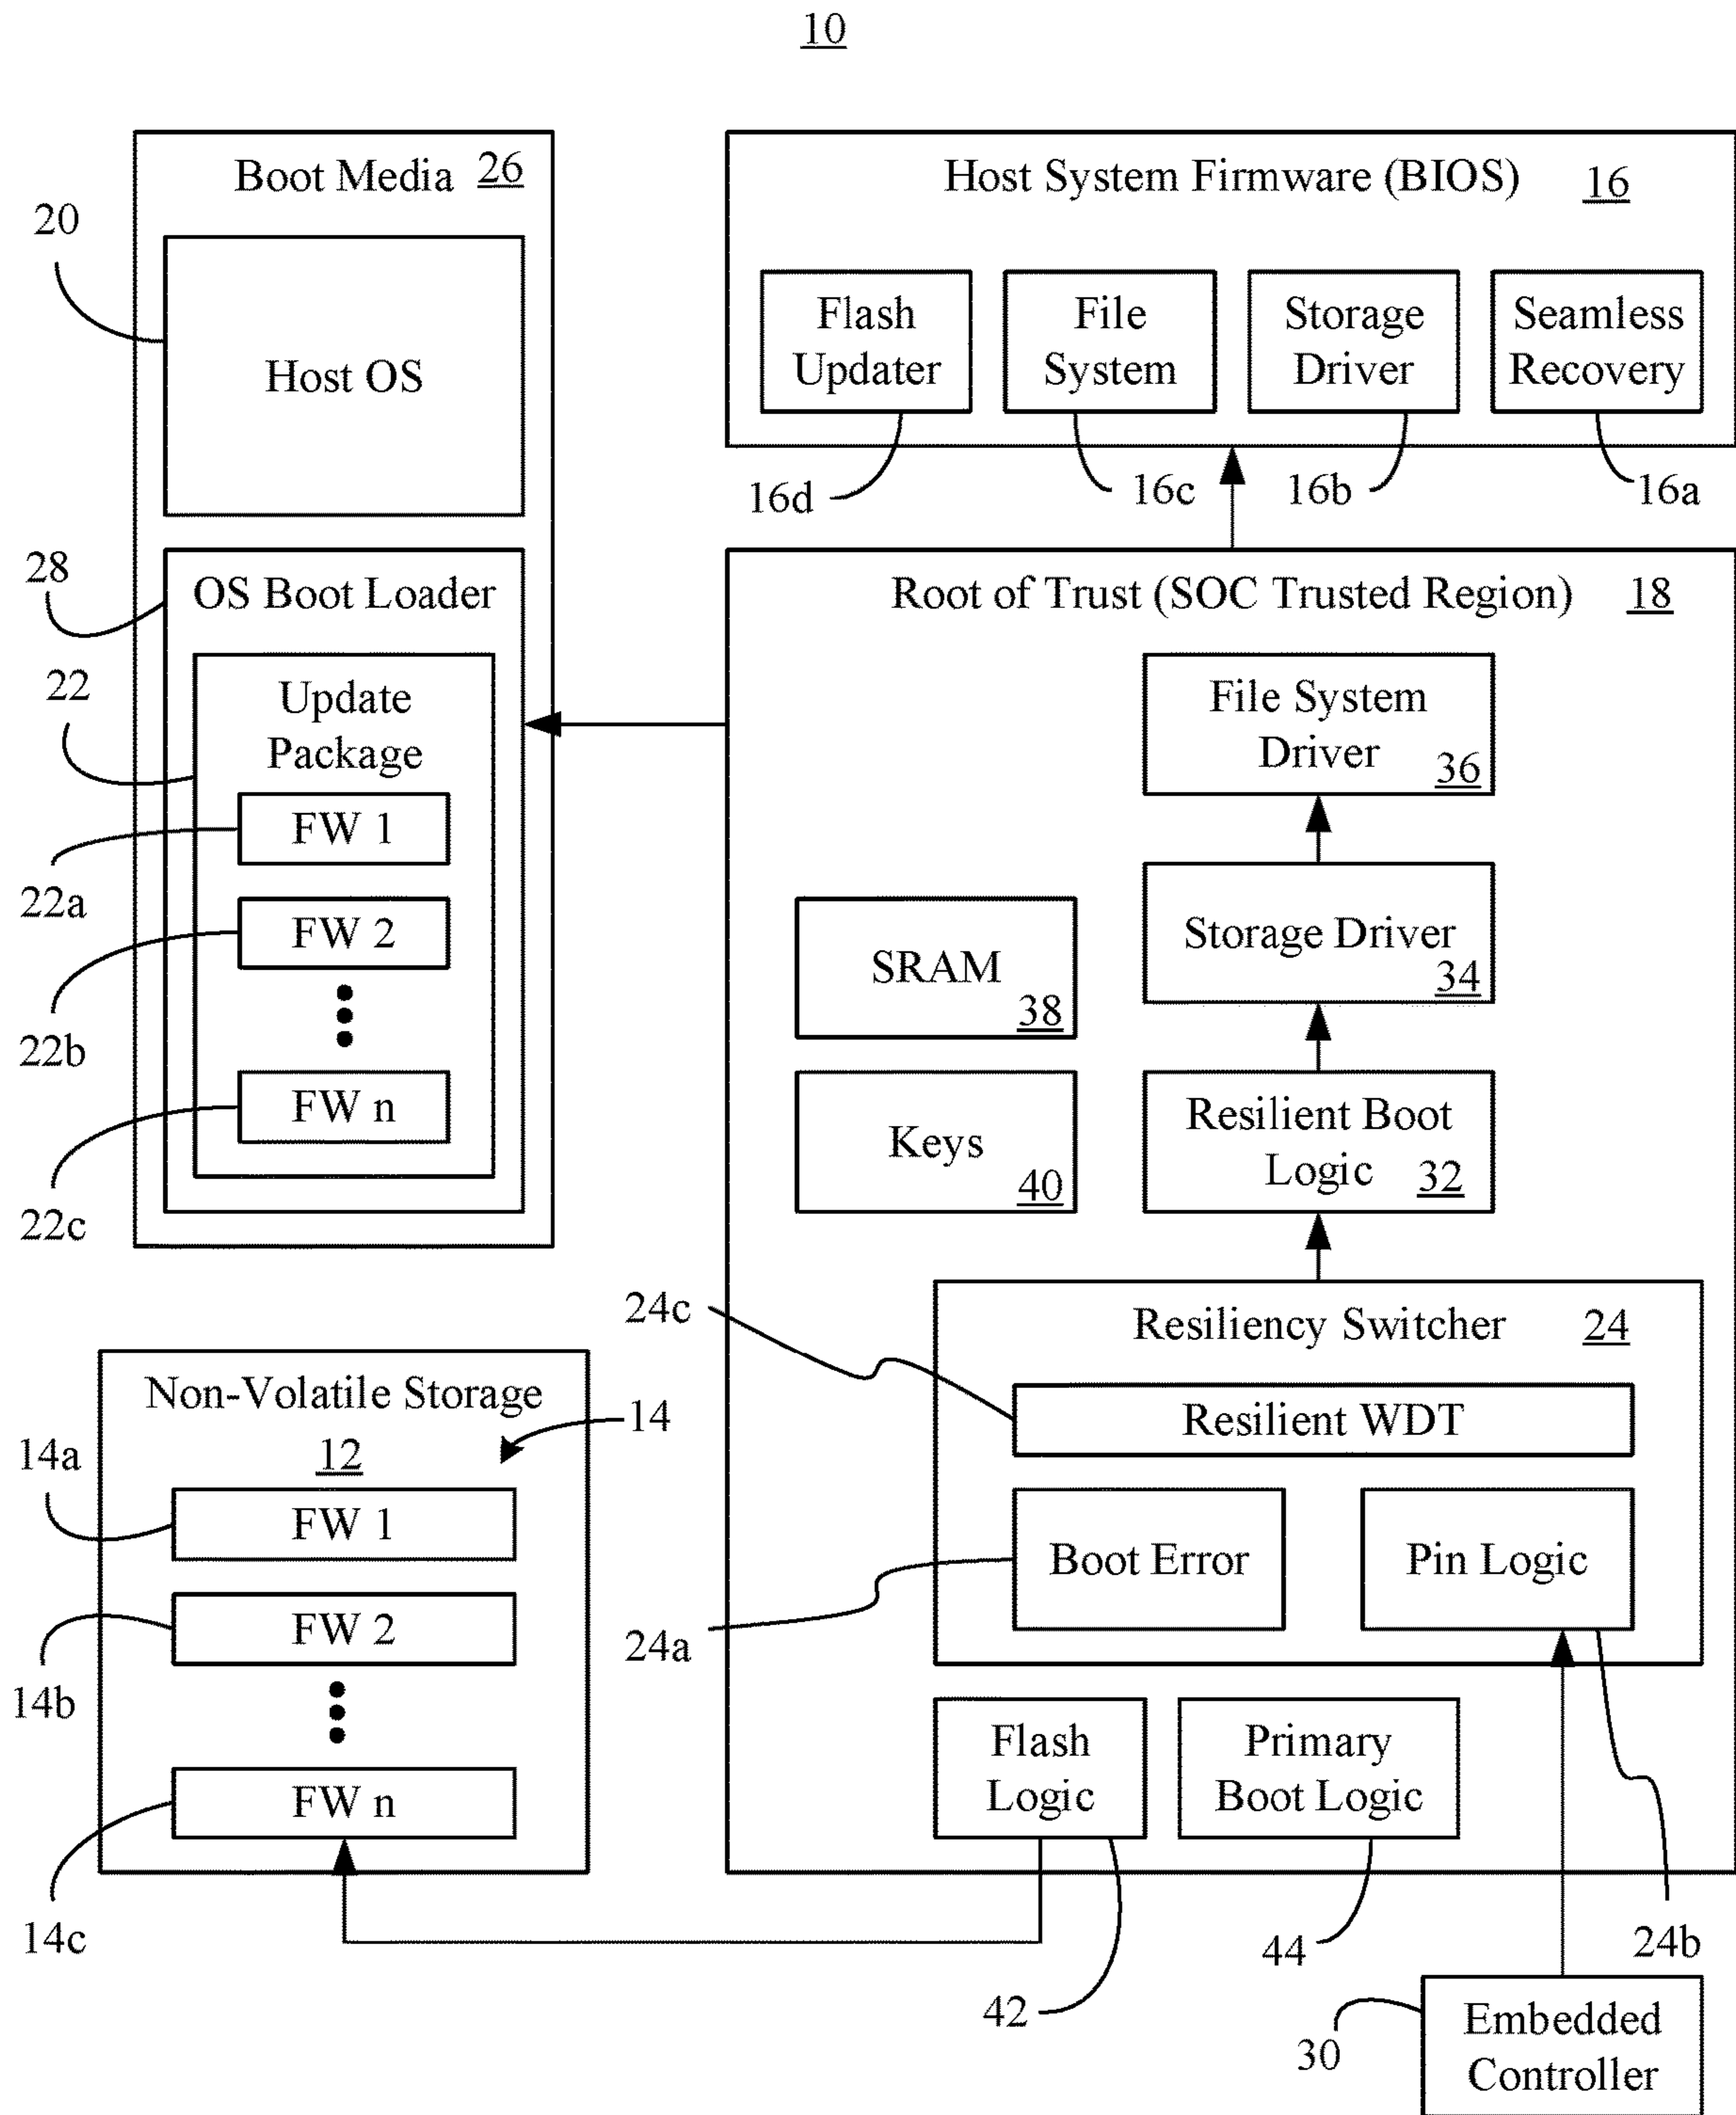 10
Boot Media 26
20
Host OS
28
OS Boot Loader
22
Update
Package
FW 1
22a
FW 2
22b
FW n
22c
Host System Firmware (BIOS) 16
Flash
Updater
File
System
Storage
Driver
Seamless
Recovery
16d
16c
16b
16a
Root of Trust (SOC Trusted Region) 18
File System
Driver
36
Storage Driver
34
SRAM
38
Keys
40
Resilient Boot
Logic 32
24c
Resiliency Switcher 24
Resilient WDT
Boot Error
Pin Logic
24a
Flash
Logic
Primary
Boot Logic
42
44
24b
30
Embedded
Controller
Non-Volatile Storage
12
14
14a
FW 1
14b
FW 2
FW n
14c